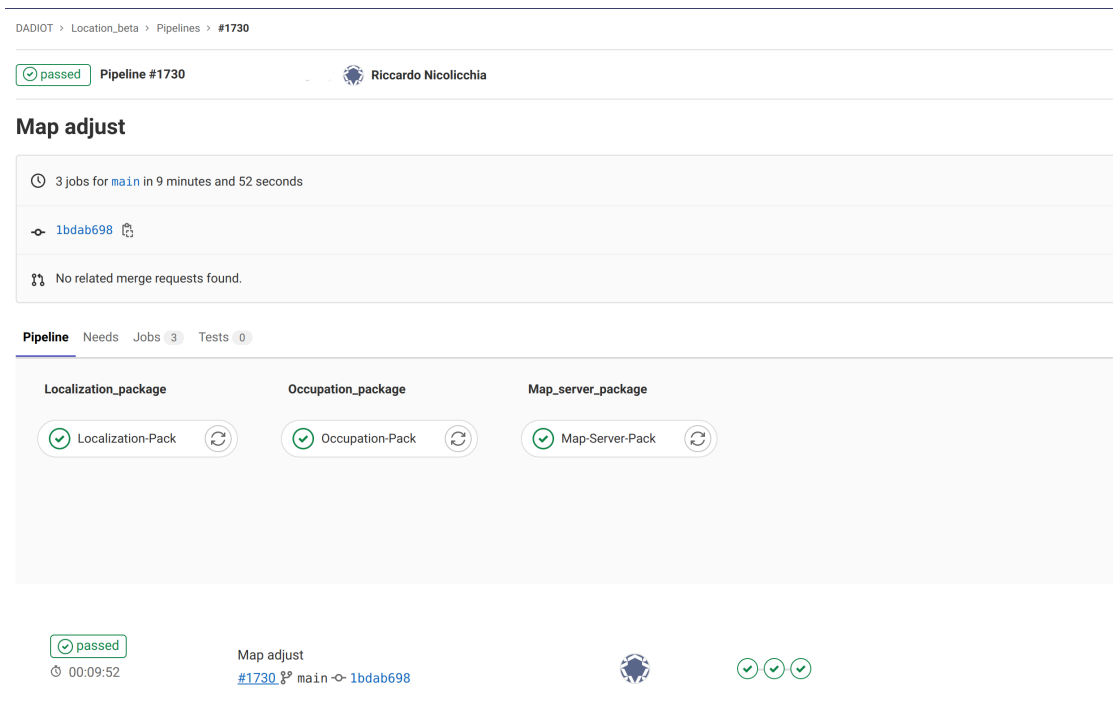 DADIOT > Location_beta > Pipelines > #1730
passed Pipeline #1730 Riccardo Nicolicchia
Map adjust
3 jobs for main in 9 minutes and 52 seconds
1bdab698
No related merge requests found.
Pipeline Needs Jobs 3 Tests 0
Localization_package Occupation_package Map_server_package
Localization-Pack Occupation-Pack Map-Server-Pack
passed
Map adjust
00:09:52
#1730 main 1bdab698